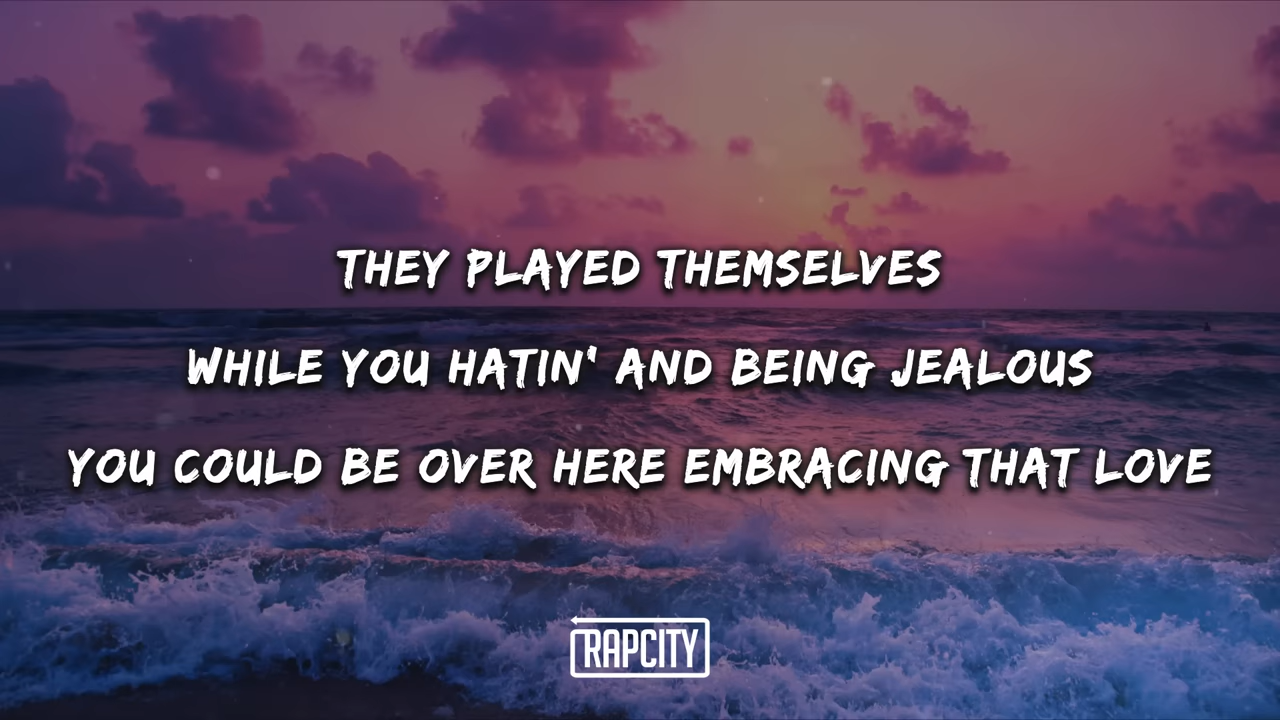 THEY PLAYED THEMSELVES
WHILE YOU HATIN' AND BEING JEALOUS
YOU COULD BE OVER HERE EMBRACING THAT LOVE
RAPCITY